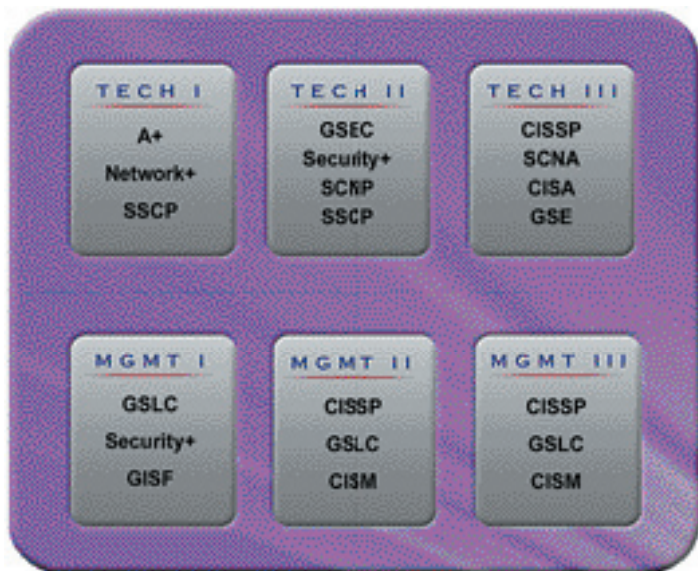 TECH I
A+
Network+
SSCP
TECH II
GSEC
Security+
SCNP
SSCP
TECH III
CISSP
SCNA
CISA
GSE
MGMT I
GSLC
Security+
GISF
MGMT II
CISSP
GSLC
CISM
MGMT III
CISSP
GSLC
CISM